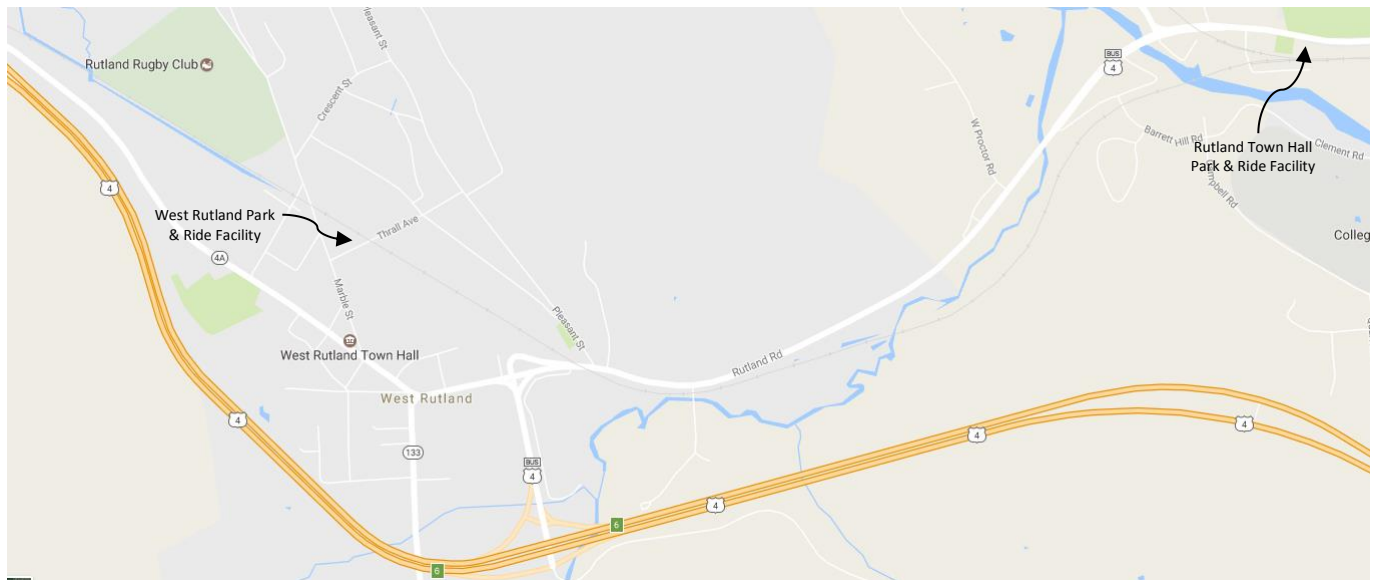 Pleasant St
Rutland Rugby Club
BUS
4
Crescent St
W Proctor Rd
Barrett Hill Rd
Clement Rd
Rutland Town Hall
Park & Ride Facility
Campbell Rd
4
West Rutland Park
& Ride Facility
Thrall Ave
Colleg
4A
Marble St
Pleasant St
West Rutland Town Hall
Rutland Rd
West Rutland
4
4
4
133
BUS
4
4
6
6